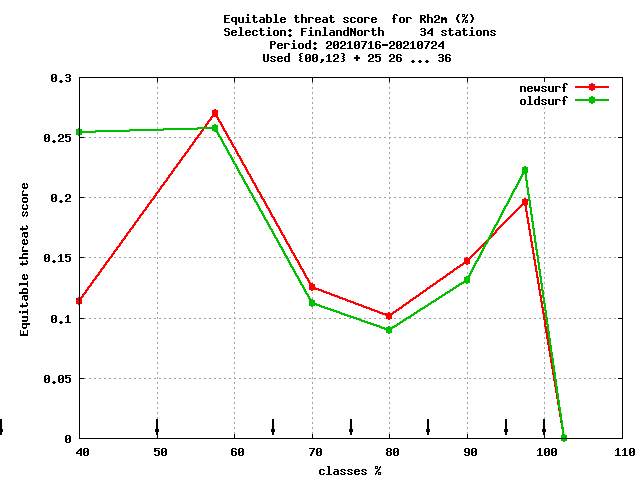 Equitable threat score  for Rh2m (%)
Selection: FinlandNorth     34 stations
Period: 20210716-20210724
Used {00,12} + 25 26 ... 36
newsurf
oldsurf
0.3
0.25
0.2
0.15
0.1
0.05
0
Equitable threat score
40 50 60 70 80 90 100 110
classes %